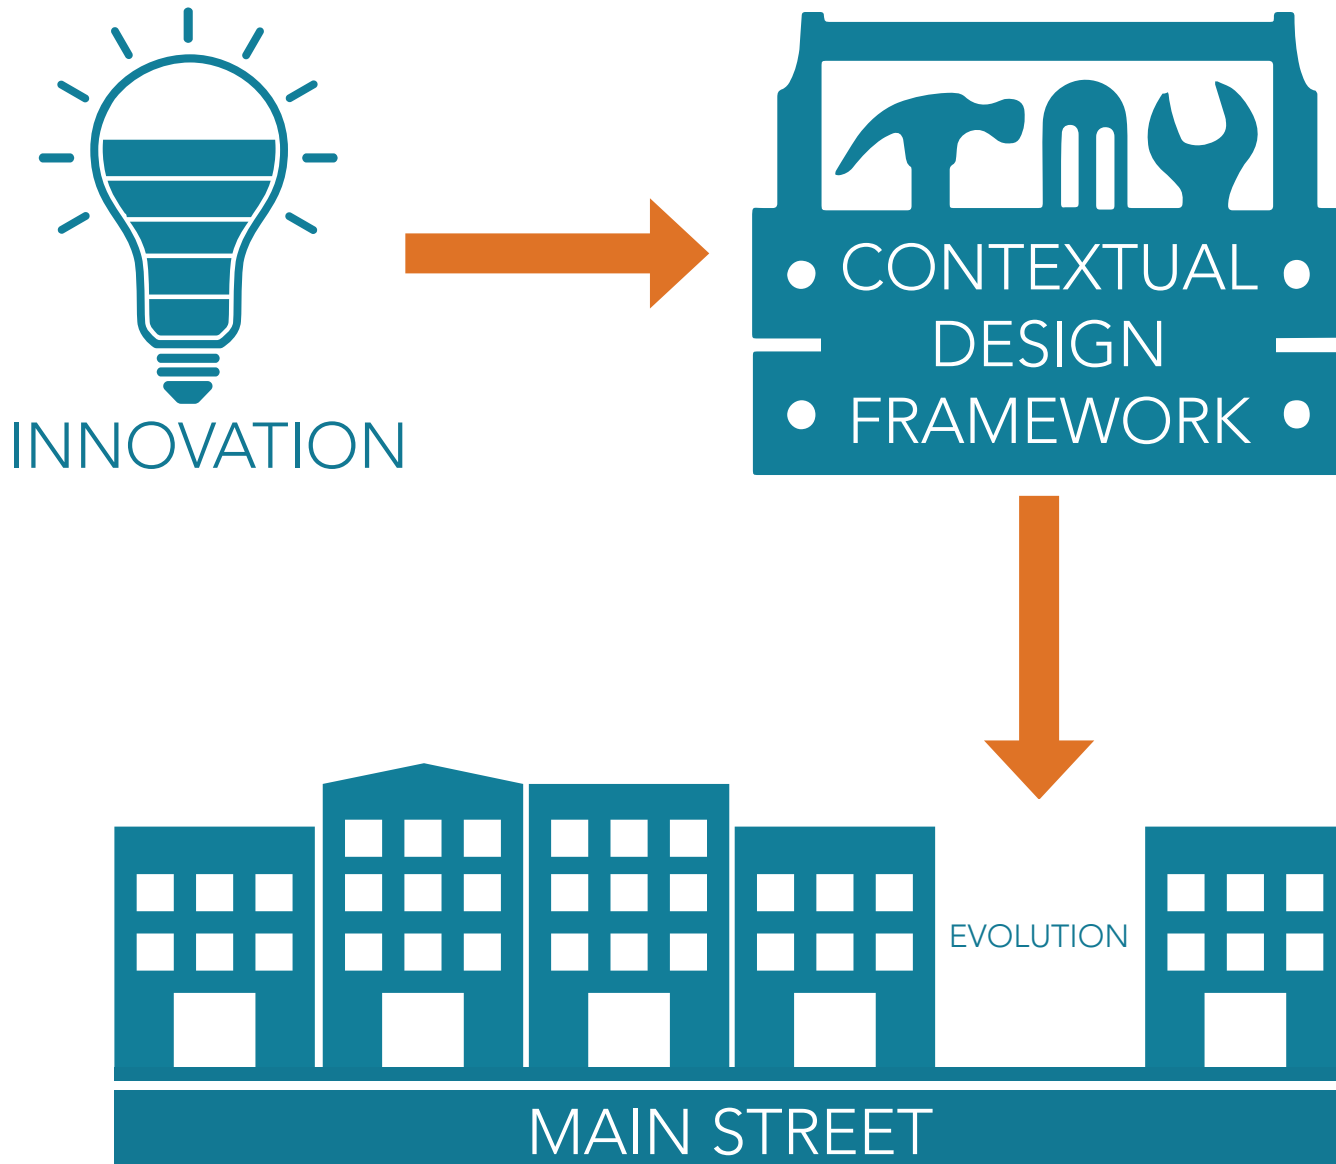 INNOVATION
CONTEXTUAL
DESIGN
FRAMEWORK
EVOLUTION
MAIN STREET